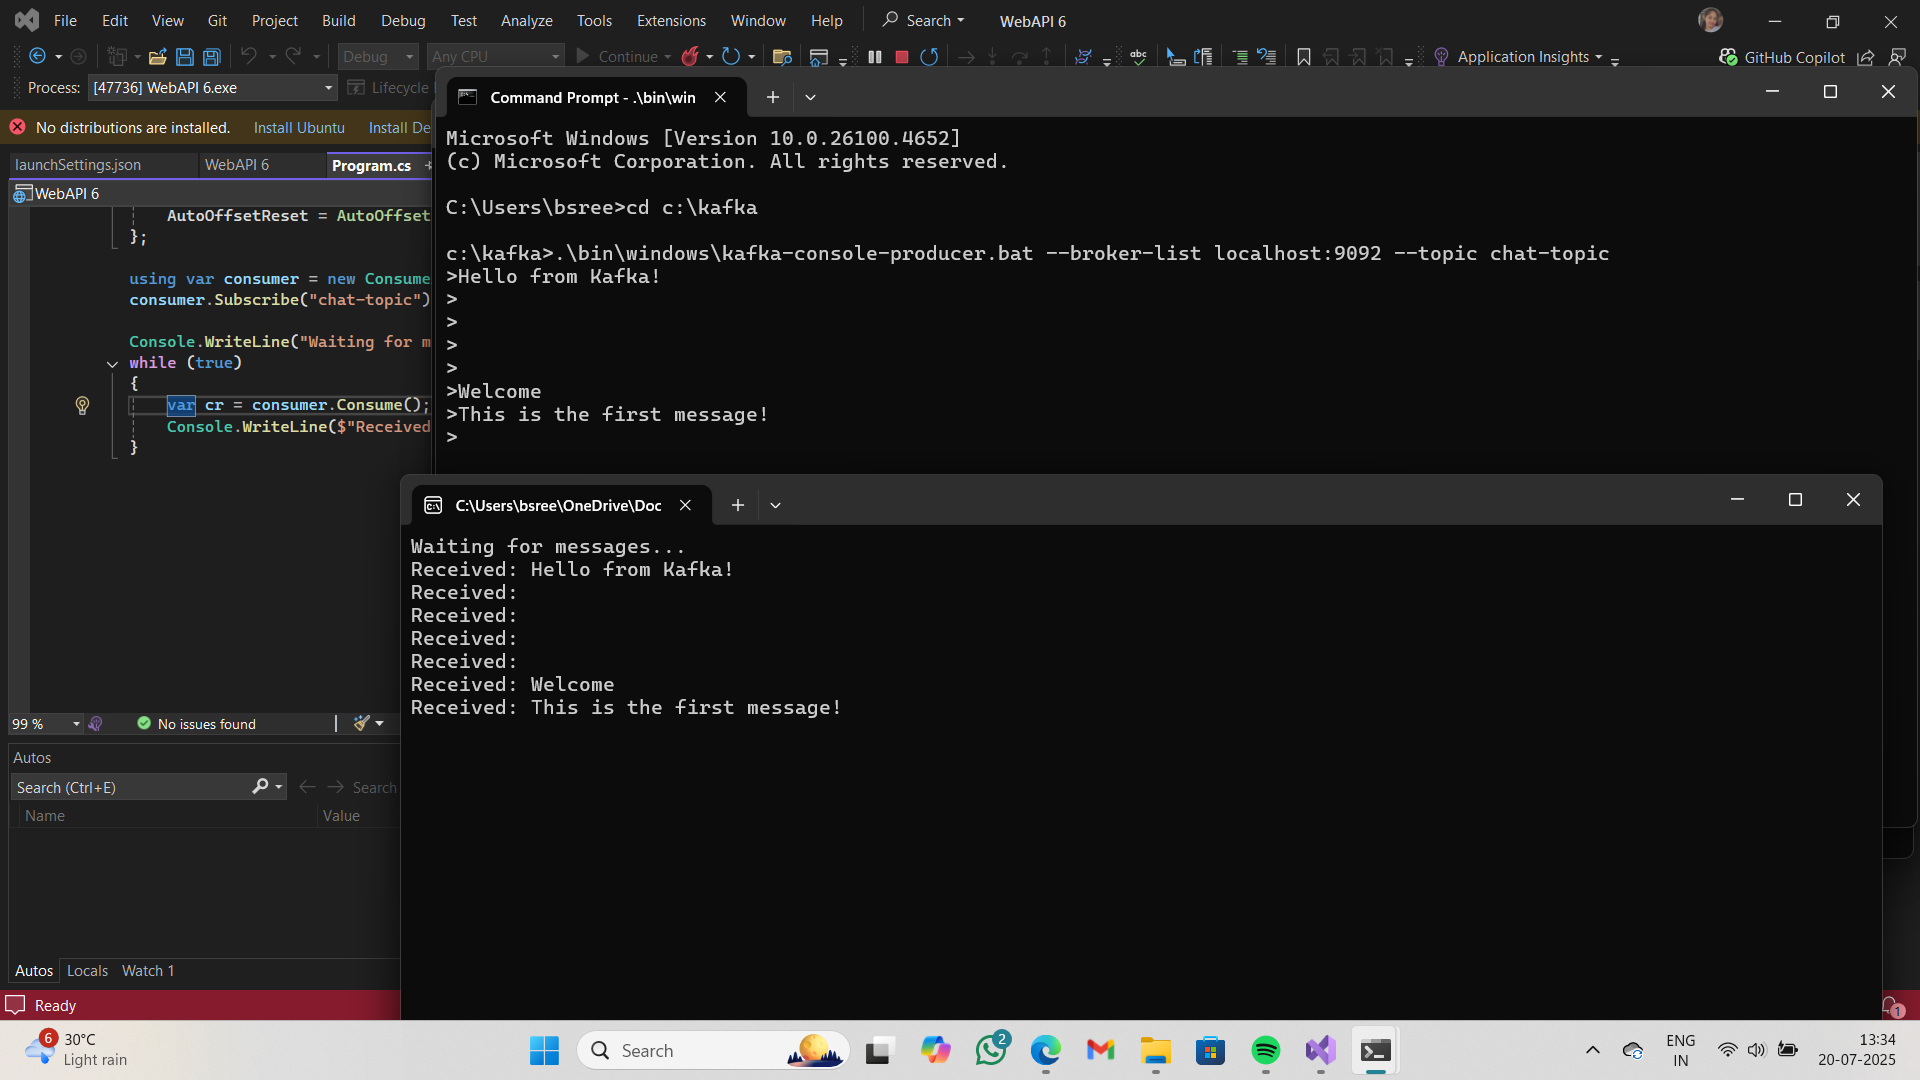 File Edit View Git Project Build Debug Test Analyze Tools Extensions Window Help Search WebAPI 6
Debug Any CPU Continue abc Application Insights GitHub Copilot
Process: [47736] WebAPI 6.exe Lifecycle
No distributions are installed. Install Ubuntu Install De
launchSettings.json WebAPI 6 Program.cs
WebAPI 6
AutoOffsetReset = AutoOffset
};
using var consumer = new Consume
consumer.Subscribe("chat-topic")
Console.WriteLine("Waiting for m
while (true)
{
var cr = consumer.Consume();
Console.WriteLine($"Received
}
99 % No issues found
Autos
Search (Ctrl+E) Search
Name Value
Autos Locals Watch 1
Ready
Command Prompt - .\bin\win
Microsoft Windows [Version 10.0.26100.4652]
(c) Microsoft Corporation. All rights reserved.
C:\Users\bsree>cd c:\kafka
c:\kafka>.\bin\windows\kafka-console-producer.bat --broker-list localhost:9092 --topic chat-topic
>Hello from Kafka!
>
>
>
>
>Welcome
>This is the first message!
>
C:\Users\bsree\OneDrive\Doc
Waiting for messages...
Received: Hello from Kafka!
Received:
Received:
Received:
Received:
Received: Welcome
Received: This is the first message!
1
6 30°C
Light rain
Search
2
ENG
IN
13:34
20-07-2025